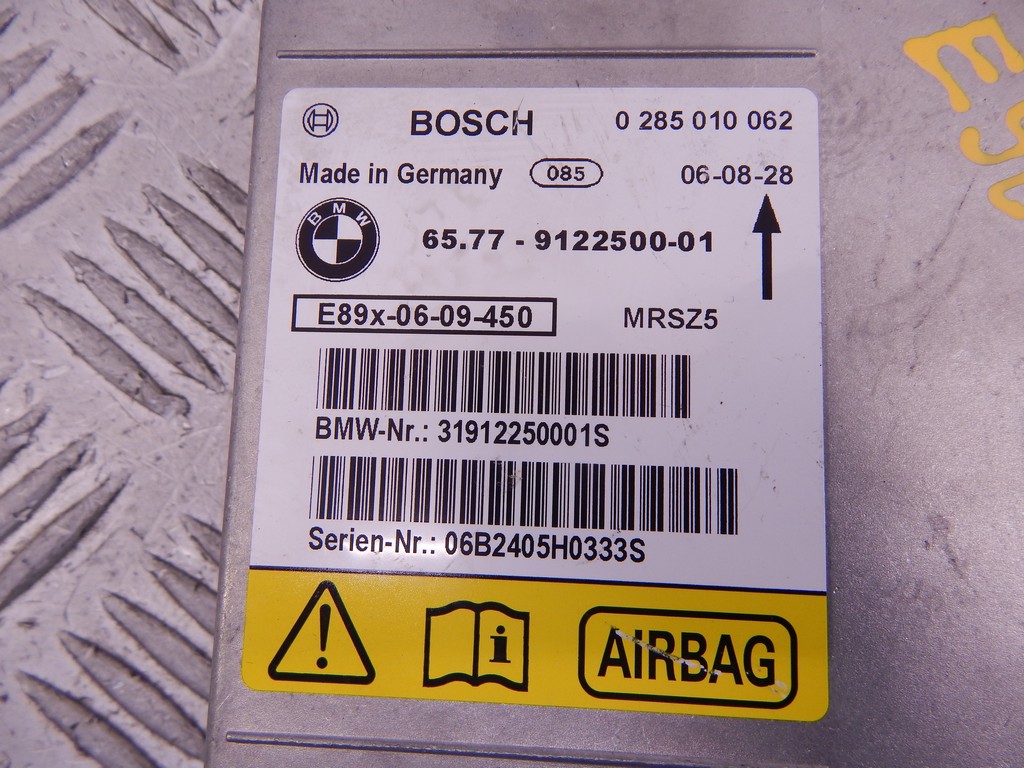 BOSCH 0 285 010 062
Made in Germany 085 06-08-28
BMW 65.77 - 9122500-01
E89x-06-09-450 MRSZ5
BMW-Nr.: 31912250001S
Serien-Nr.: 06B2405H0333S
i AIRBAG